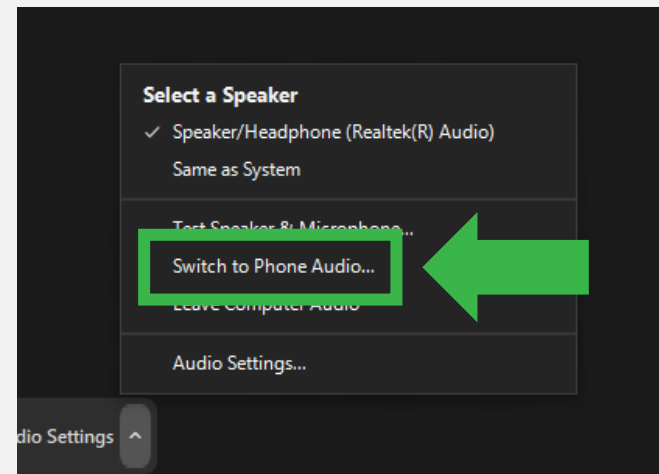 Select a Speaker
✓ Speaker/Headphone (Realtek(R) Audio)
Same as System
Test Speaker & Microphone...
Switch to Phone Audio...
Leave Computer Audio
Audio Settings...
dio Settings ^